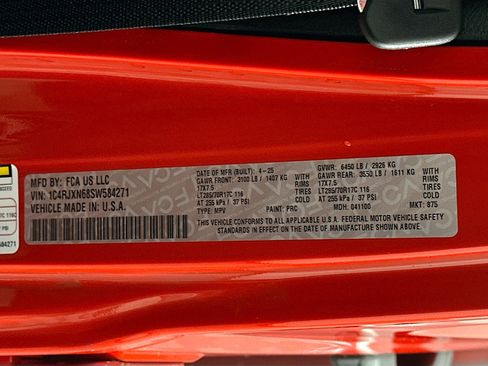 MFD BY: FCA US LLC
VIN: 1C4RJXN68SW584271
VEHICLE MADE IN U.S.A.
DATE OF MFR (BUILT): 4-25 GVWR: 6450 LB / 2926 KG
GAWR FRONT: 3100 LB / 1407 KG WITH GAWR REAR: 3550 LB / 1611 KG WITH
17X7.5 RIMS 17X7.5 RIMS
LT285/70R17C 116 TIRES LT285/70R17C 116 TIRES
AT 255 kPa / 37 PSI COLD AT 255 kPa / 37 PSI COLD
TYPE: MPV PAINT: PRC MDH: 041100 MKT: 875
THIS VEHICLE CONFORMS TO ALL APPLICABLE U.S.A. FEDERAL MOTOR VEHICLE SAFETY
STANDARDS IN EFFECT ON THE DATE OF MANUFACTURE SHOWN ABOVE.